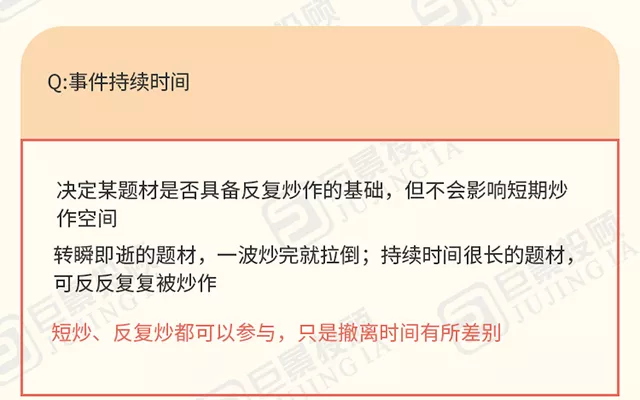 Q:事件持续时间
决定某题材是否具备反复炒作的基础，但不会影响短期炒
作空间
转瞬即逝的题材，一波炒完就拉倒；持续时间很长的题材，
可反反复复被炒作
短炒、反复炒都可以参与，只是撤离时间有所差别
巨景投顾
JUJING IA